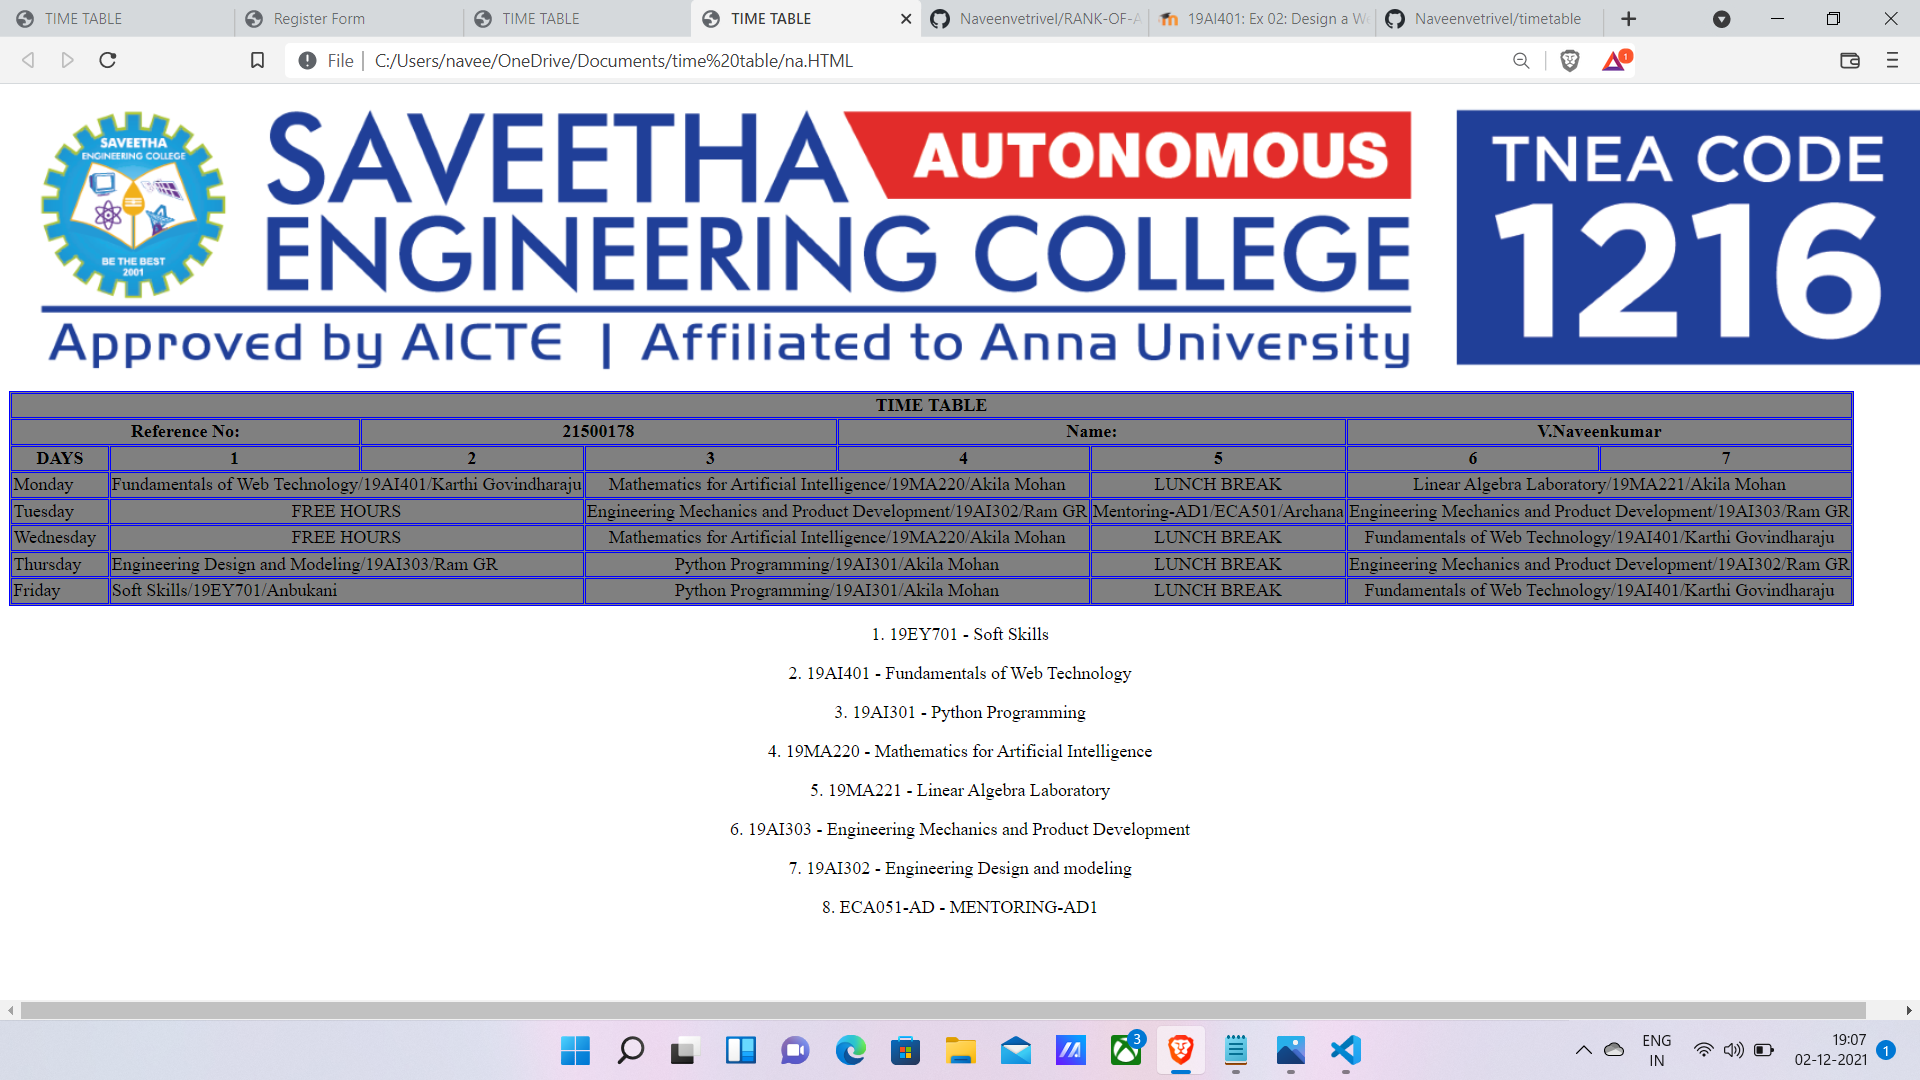 TIME TABLE
Register Form
TIME TABLE
TIME TABLE
Naveenvetrivel/RANK-OF-A
19AI401: Ex 02: Design a We
Naveenvetrivel/timetable
File | C:/Users/navee/OneDrive/Documents/time%20table/na.HTML
1
SAVEETHA
ENGINEERING COLLEGE
BE THE BEST
2001
SAVEETHA AUTONOMOUS
ENGINEERING COLLEGE
Approved by AICTE | Affiliated to Anna University
TNEA CODE
1216
TIME TABLE
Reference No: 21500178 Name: V.Naveenkumar
DAYS 1 2 3 4 5 6 7
Monday Fundamentals of Web Technology/19AI401/Karthi Govindharaju Mathematics for Artificial Intelligence/19MA220/Akila Mohan LUNCH BREAK Linear Algebra Laboratory/19MA221/Akila Mohan
Tuesday FREE HOURS Engineering Mechanics and Product Development/19AI302/Ram GR Mentoring-AD1/ECA501/Archana Engineering Mechanics and Product Development/19AI303/Ram GR
Wednesday FREE HOURS Mathematics for Artificial Intelligence/19MA220/Akila Mohan LUNCH BREAK Fundamentals of Web Technology/19AI401/Karthi Govindharaju
Thursday Engineering Design and Modeling/19AI303/Ram GR Python Programming/19AI301/Akila Mohan LUNCH BREAK Engineering Mechanics and Product Development/19AI302/Ram GR
Friday Soft Skills/19EY701/Anbukani Python Programming/19AI301/Akila Mohan LUNCH BREAK Fundamentals of Web Technology/19AI401/Karthi Govindharaju
1. 19EY701 - Soft Skills
2. 19AI401 - Fundamentals of Web Technology
3. 19AI301 - Python Programming
4. 19MA220 - Mathematics for Artificial Intelligence
5. 19MA221 - Linear Algebra Laboratory
6. 19AI303 - Engineering Mechanics and Product Development
7. 19AI302 - Engineering Design and modeling
8. ECA051-AD - MENTORING-AD1
3
ENG
IN
19:07
02-12-2021
1